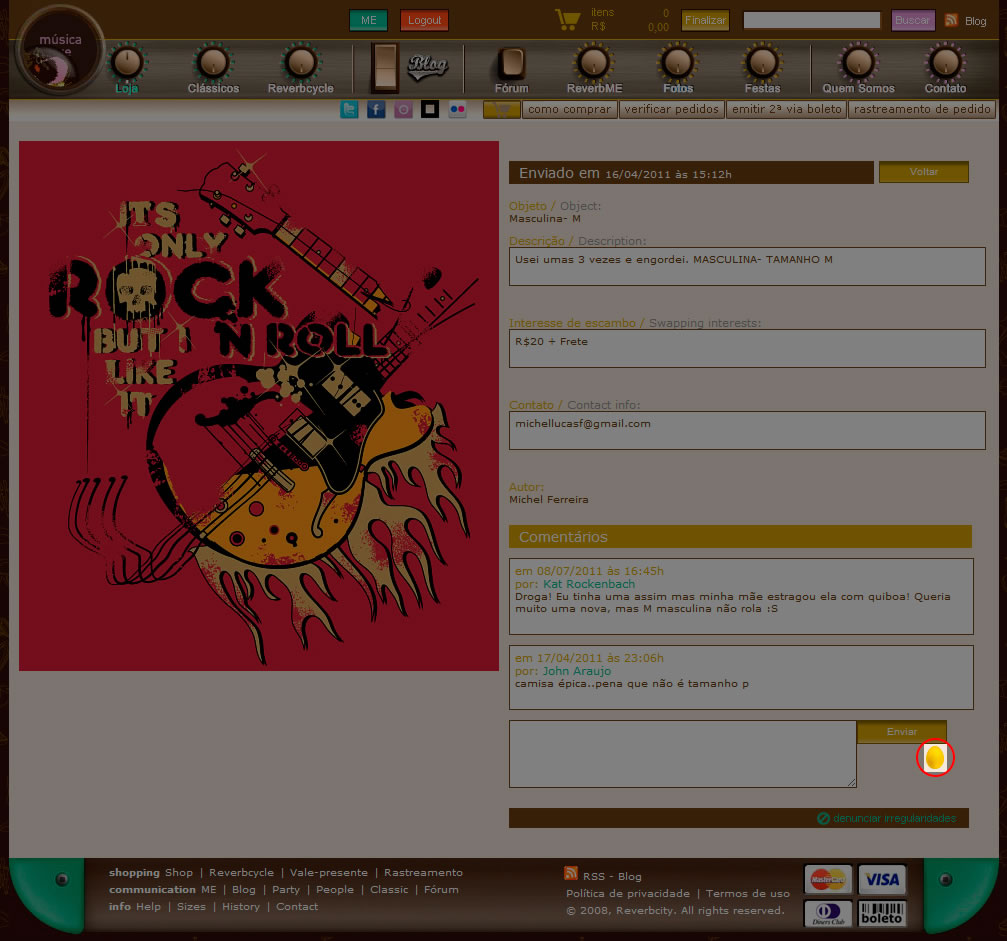 ME Logout itens 0 R$ 0,00 Finalizar Buscar Blog
música
Loja Clássicos Reverbcycle Blog Fórum ReverbME Fotos Festas Quem Somos Contato
como comprar verificar pedidos emitir 2ª via boleto rastreamento de pedido
ITS
ONLY
ROCK
BUT I 'N ROLL
LIKE
IT
Enviado em 16/04/2011 às 15:12h Voltar
Objeto / Object:
Masculina- M
Descrição / Description:
Usei umas 3 vezes e engordei. MASCULINA- TAMANHO M
Interesse de escambo / Swapping interests:
R$20 + Frete
Contato / Contact info:
michellucasf@gmail.com
Autor:
Michel Ferreira
Comentários
em 08/07/2011 às 16:45h
por: Kat Rockenbach
Droga! Eu tinha uma assim mas minha mãe estragou ela com quiboa! Queria
muito uma nova, mas M masculina não rola :S
em 17/04/2011 às 23:06h
por: John Araujo
camisa épica..pena que não é tamanho p
Enviar
denunciar irregularidades
shopping Shop | Reverbcycle | Vale-presente | Rastreamento
communication ME | Blog | Party | People | Classic | Fórum
info Help | Sizes | History | Contact
RSS - Blog
Política de privacidade | Termos de uso
© 2008, Reverbcity. All rights reserved.
MasterCard VISA
Diners Club boleto